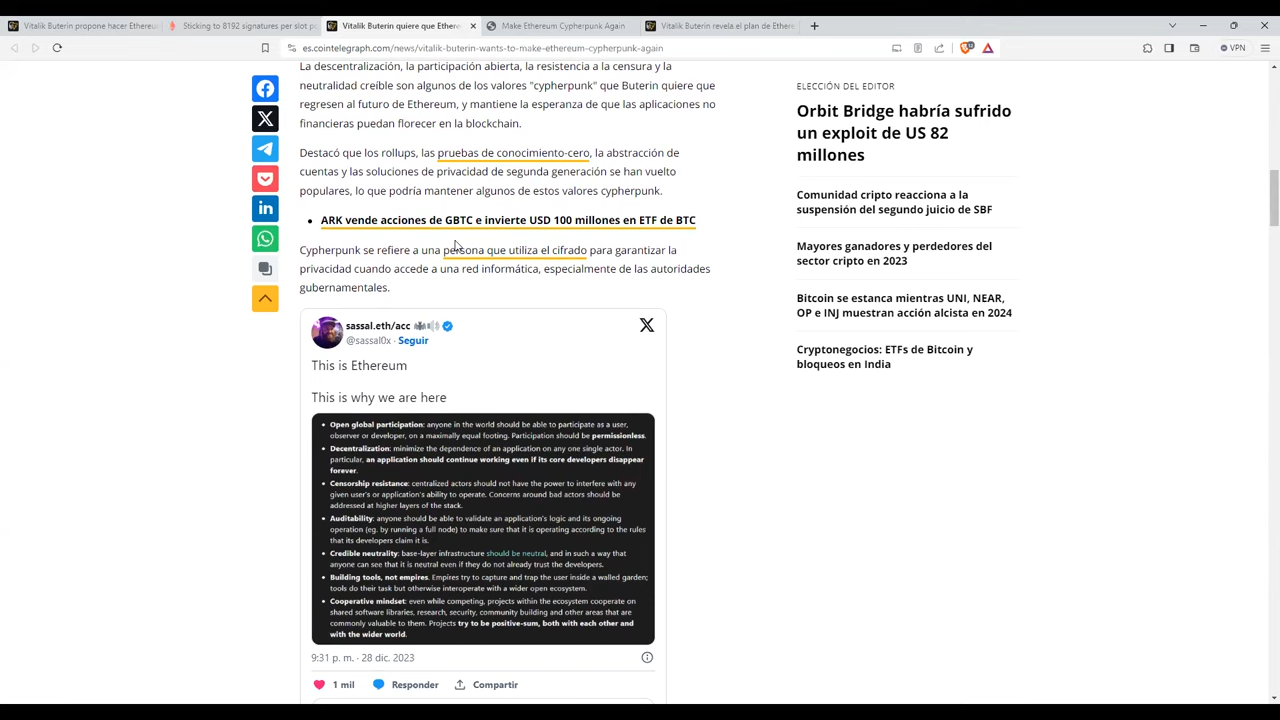 Vitalik Buterin propone hacer Ethereu
Sticking to 8192 signatures per slot po
Vitalik Buterin quiere que Ethere
Make Ethereum Cypherpunk Again
Vitalik Buterin revela el plan de Ethere
es.cointelegraph.com/news/vitalik-buterin-wants-to-make-ethereum-cypherpunk-again
VPN
La descentralización, la participación abierta, la resistencia a la censura y la
neutralidad creíble son algunos de los valores "cypherpunk" que Buterin quiere que
regresen al futuro de Ethereum, y mantiene la esperanza de que las aplicaciones no
financieras puedan florecer en la blockchain.
Destacó que los rollups, las pruebas de conocimiento-cero, la abstracción de
cuentas y las soluciones de privacidad de segunda generación se han vuelto
populares, lo que podría mantener algunos de estos valores cypherpunk.
• ARK vende acciones de GBTC e invierte USD 100 millones en ETF de BTC
Cypherpunk se refiere a una persona que utiliza el cifrado para garantizar la
privacidad cuando accede a una red informática, especialmente de las autoridades
gubernamentales.
sassal.eth/acc
@sassal0x · Seguir
This is Ethereum
This is why we are here
• Open global participation: anyone in the world should be able to participate as a user,
observer or developer, on a maximally equal footing. Participation should be permissionless.
• Decentralization: minimize the dependence of an application on any one single actor. In
particular, an application should continue working even if its core developers disappear
forever.
• Censorship resistance: centralized actors should not have the power to interfere with any
given user's or application's ability to operate. Concerns around bad actors should be
addressed at higher layers of the stack.
• Auditability: anyone should be able to validate an application's logic and its ongoing
operation (eg. by running a full node) to make sure that it is operating according to the rules
that its developers claim it is.
• Credible neutrality: base-layer infrastructure should be neutral, and in such a way that
anyone can see that it is neutral even if they do not already trust the developers.
• Building tools, not empires. Empires try to capture and trap the user inside a walled garden;
tools do their task but otherwise interoperate with a wider open ecosystem.
• Cooperative mindset: even while competing, projects within the ecosystem cooperate on
shared software libraries, research, security, community building and other areas that are
commonly valuable to them. Projects try to be positive-sum, both with each other and
with the wider world.
9:31 p. m. · 28 dic. 2023
1 mil
Responder
Compartir
ELECCIÓN DEL EDITOR
Orbit Bridge habría sufrido
un exploit de US 82
millones
Comunidad cripto reacciona a la
suspensión del segundo juicio de SBF
Mayores ganadores y perdedores del
sector cripto en 2023
Bitcoin se estanca mientras UNI, NEAR,
OP e INJ muestran acción alcista en 2024
Cryptonegocios: ETFs de Bitcoin y
bloqueos en India